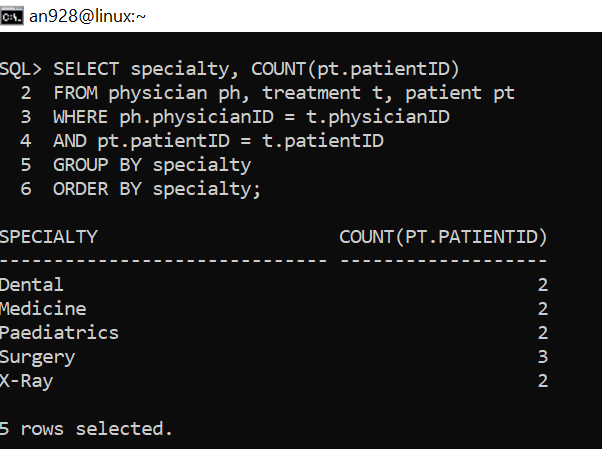 an928@linux:~
SQL> SELECT specialty, COUNT(pt.patientID)
  2  FROM physician ph, treatment t, patient pt
  3  WHERE ph.physicianID = t.physicianID
  4  AND pt.patientID = t.patientID
  5  GROUP BY specialty
  6  ORDER BY specialty;
SPECIALTY                      COUNT(PT.PATIENTID)
------------------------------ -------------------
Dental                                           2
Medicine                                         2
Paediatrics                                      2
Surgery                                          3
X-Ray                                            2
5 rows selected.